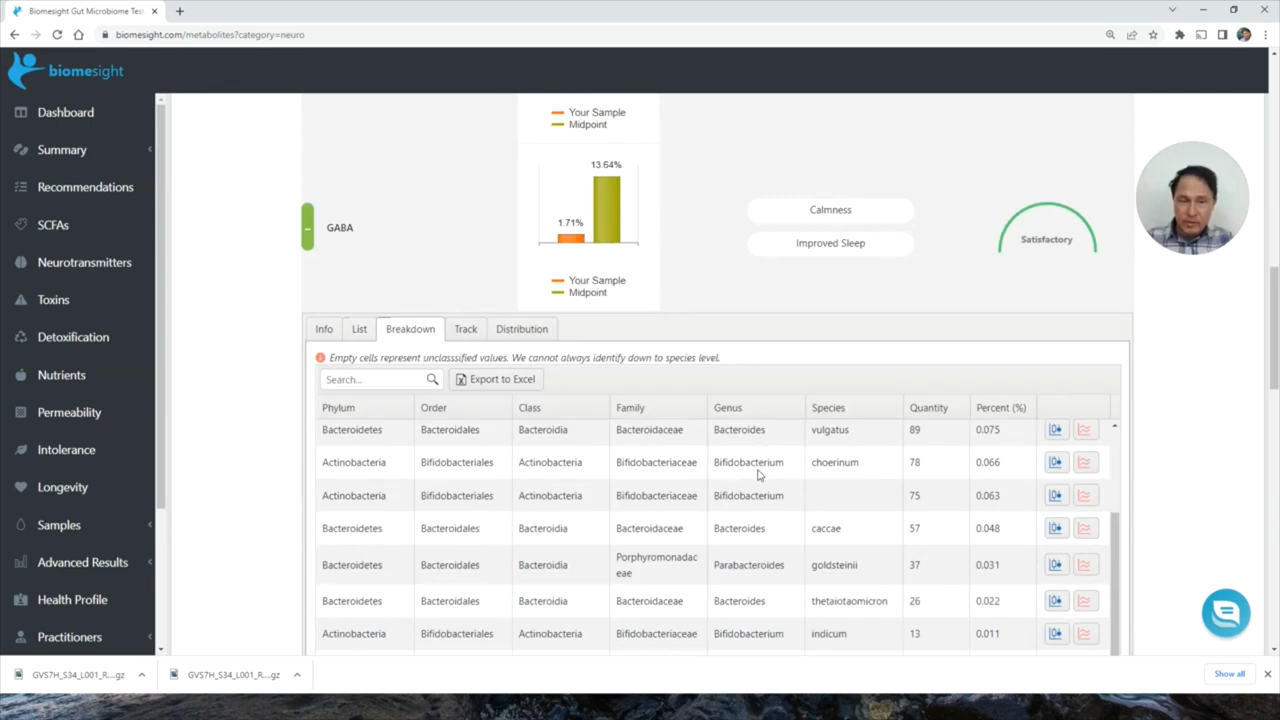 Biomesight Gut Microbiome Tes
biomesight.com/metabolites?category=neuro
biomesight
Dashboard
Summary
Recommendations
SCFAs
Neurotransmitters
Toxins
Detoxification
Nutrients
Permeability
Intolerance
Longevity
Samples
Advanced Results
Health Profile
Practitioners
Your Sample
Midpoint
13.64%
1.71%
GABA
Calmness
Improved Sleep
Satisfactory
Your Sample
Midpoint
Info List Breakdown Track Distribution
Empty cells represent unclasssified values. We cannot always identify down to species level.
Search... Export to Excel
Phylum Order Class Family Genus Species Quantity Percent (%)
Bacteroidetes Bacteroidales Bacteroidia Bacteroidaceae Bacteroides vulgatus 89 0.075
Actinobacteria Bifidobacteriales Actinobacteria Bifidobacteriaceae Bifidobacterium choerinum 78 0.066
Actinobacteria Bifidobacteriales Actinobacteria Bifidobacteriaceae Bifidobacterium 75 0.063
Bacteroidetes Bacteroidales Bacteroidia Bacteroidaceae Bacteroides caccae 57 0.048
Bacteroidetes Bacteroidales Bacteroidia Porphyromonadac
eae Parabacteroides goldsteinii 37 0.031
Bacteroidetes Bacteroidales Bacteroidia Bacteroidaceae Bacteroides thetaiotaomicron 26 0.022
Actinobacteria Bifidobacteriales Actinobacteria Bifidobacteriaceae Bifidobacterium indicum 13 0.011
GVS7H_S34_L001_R....gz
GVS7H_S34_L001_R....gz
Show all